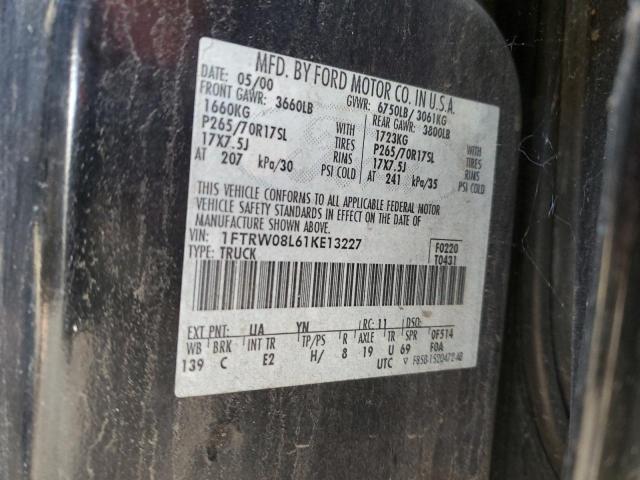 MFD. BY FORD MOTOR CO. IN U.S.A.
DATE: 05/00 GVWR: 6750LB/ 3061KG
FRONT GAWR: 3660LB REAR GAWR: 3800LB
1660KG WITH 1723KG WITH
P265/70R17SL TIRES P265/70R17SL TIRES
17X7.5J RIMS 17X7.5J RIMS
AT 207 kPa/30 PSI COLD AT 241 kPa/35 PSI COLD
THIS VEHICLE CONFORMS TO ALL APPLICABLE FEDERAL MOTOR
VEHICLE SAFETY STANDARDS IN EFFECT ON THE DATE OF
MANUFACTURE SHOWN ABOVE.
VIN: 1FTRW08L61KE13227 F0220
TYPE: TRUCK T0431
EXT PNT: UA YN RC: 11 DSO:
WB BRK INT TR TP/PS R AXLE TR SPR 0F514
139 C E2 H/ 8 19 U 69 F0A
UTC ▽ F85B-1520472-AB